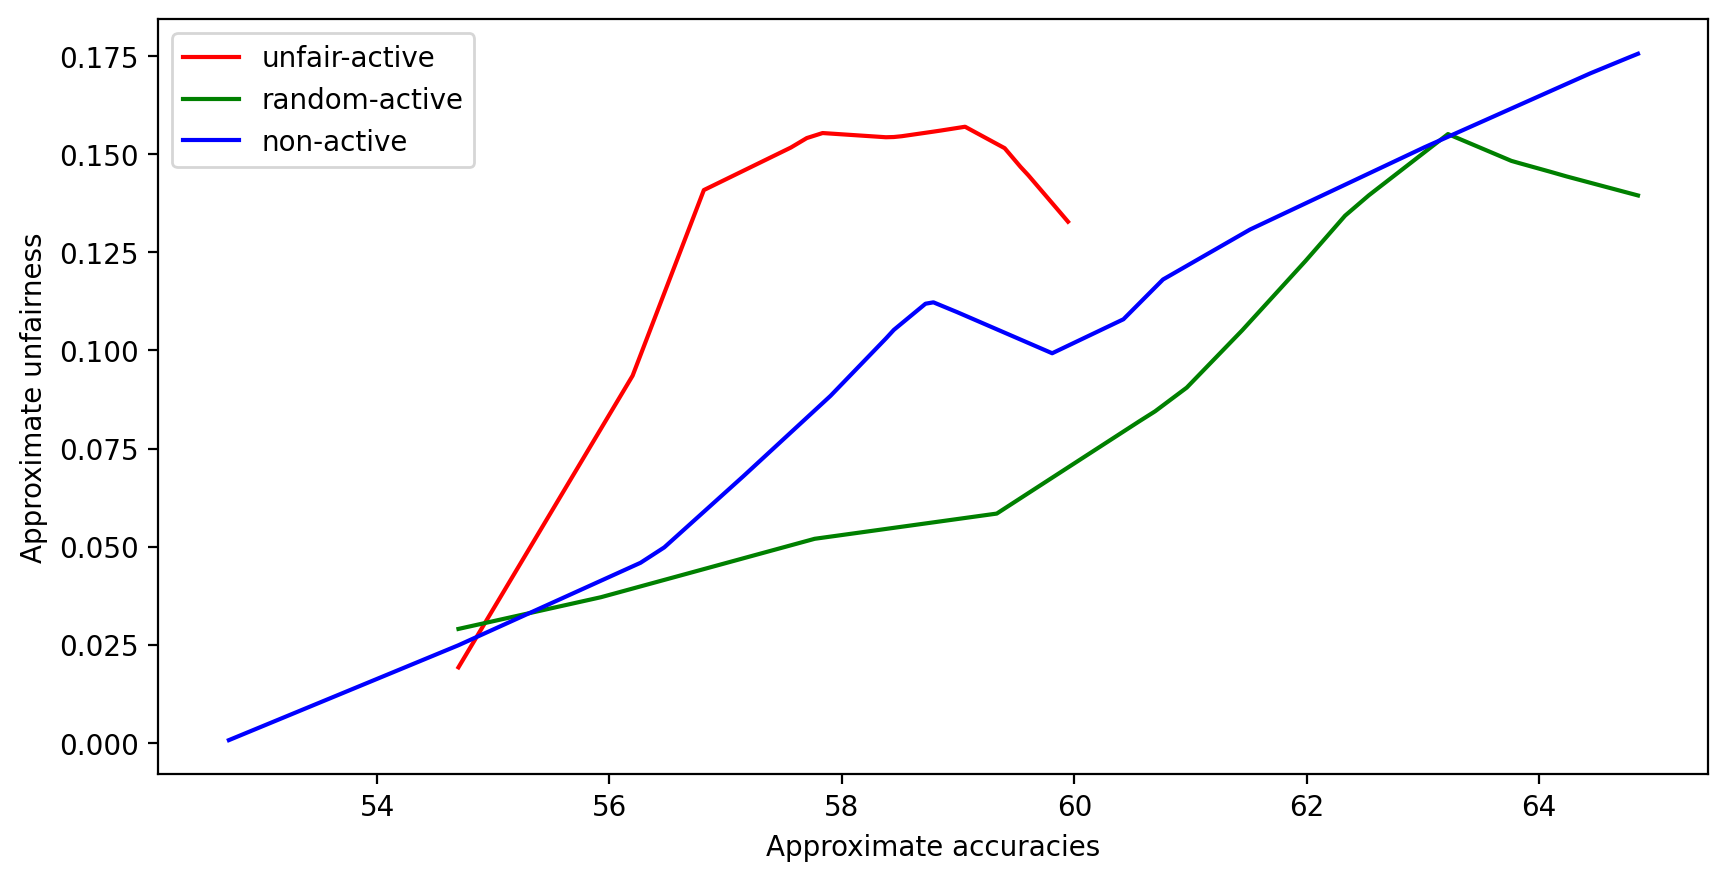 unfair-active
random-active
non-active
0.175
0.150
0.125
0.100
0.075
0.050
0.025
0.000
Approximate unfairness
54 56 58 60 62 64
Approximate accuracies